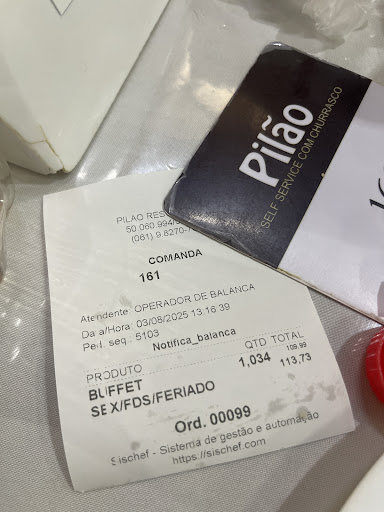 Pilão
SELF SERVICE COM CHURRASCO
PILAO RES
50.060.994/
(061) 9 8270-
COMANDA
161
Atendente: OPERADOR DE BALANCA
Da a/Hora: 03/08/2025 13:16:39
Ped. seq.: 5103
Notifica_balanca
PRODUTO QTD TOTAL
109,99
BUFFET 1,034 113,73
SEX/FDS/FERIADO
Ord. 00099
Sischef - Sistema de gestão e automação
https://sischef.com